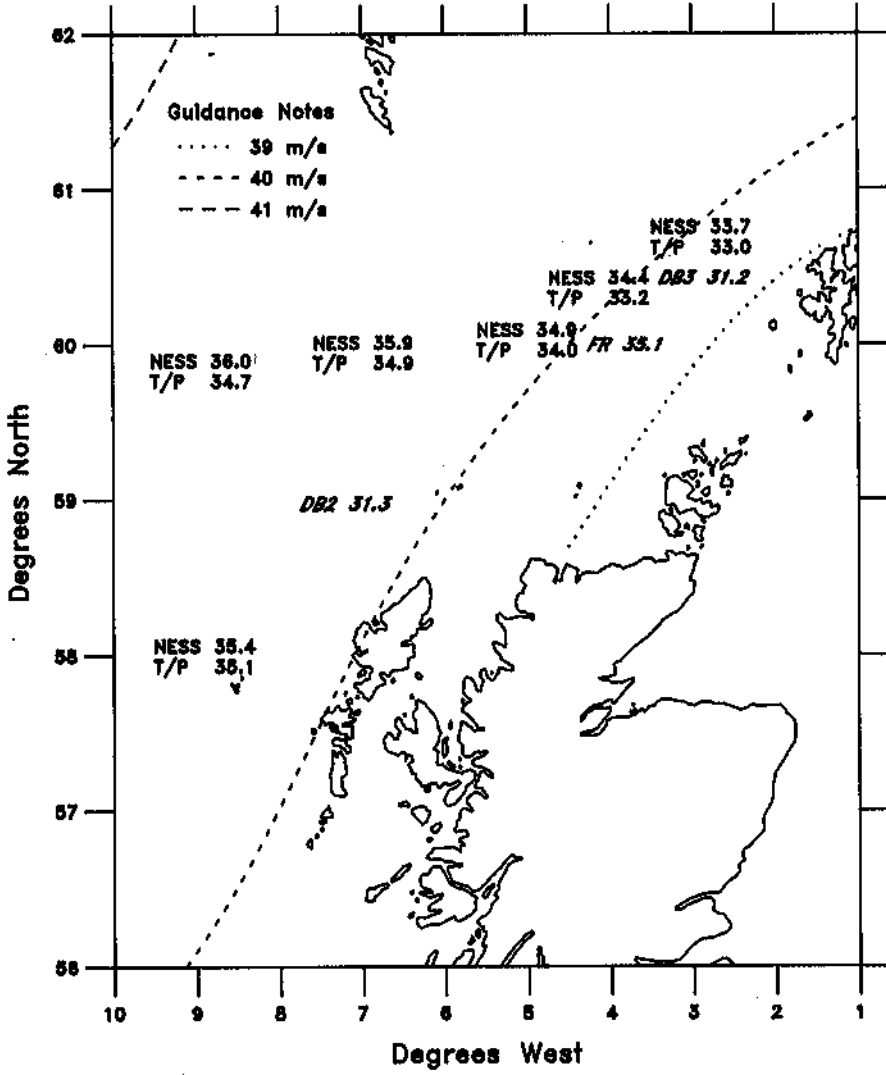 62
Guidance Notes
39 m/s
40 m/s
41 m/s
61
NESS 33.7
T/P 33.0
NESS 34.4
T/P 33.2
DB3 31.2
NESS 34.9
T/P 34.0
FR 35.1
60
NESS 35.9
T/P 34.9
NESS 36.0
T/P 34.7
59
DB2 31.3
58
NESS 35.4
T/P 35.1
57
56
Degrees North
10 9 8 7 6 5 4 3 2 1
Degrees West